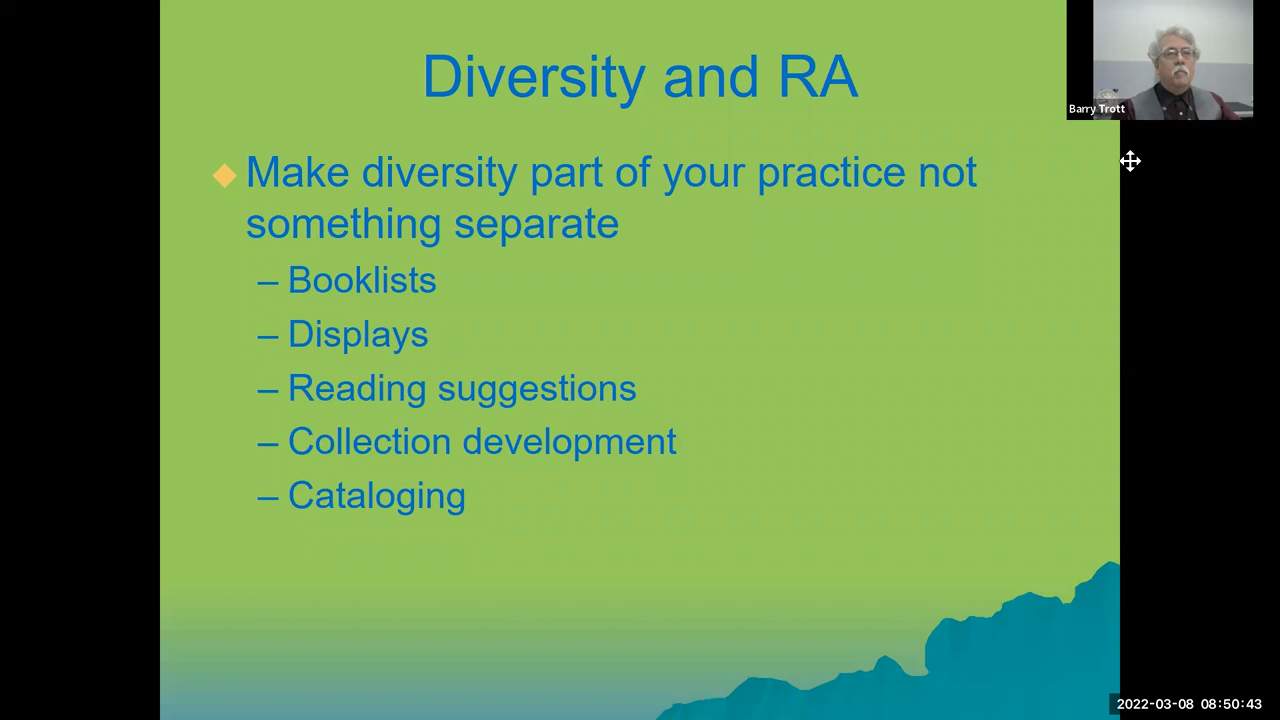 Diversity and RA
Barry Trott
Make diversity part of your practice not
something separate
– Booklists
– Displays
– Reading suggestions
– Collection development
– Cataloging
2022-03-08 08:50:43